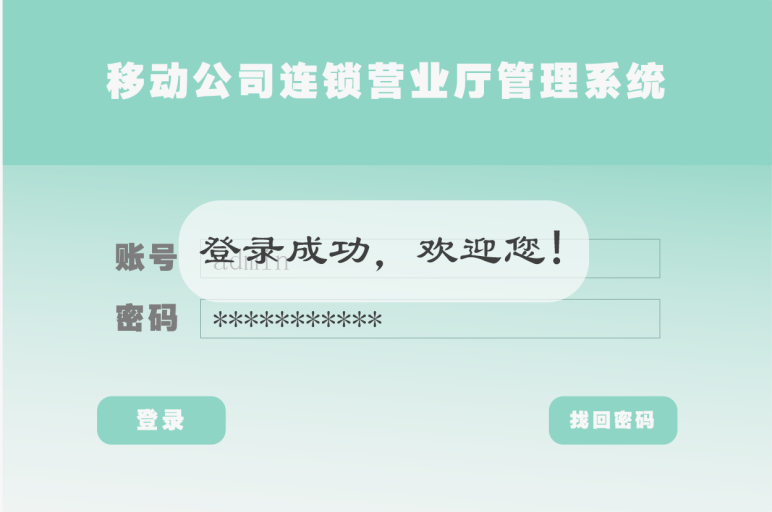 移动公司连锁营业厅管理系统
登录成功，欢迎您！
账号 admin
密码 ***********
登录 找回密码